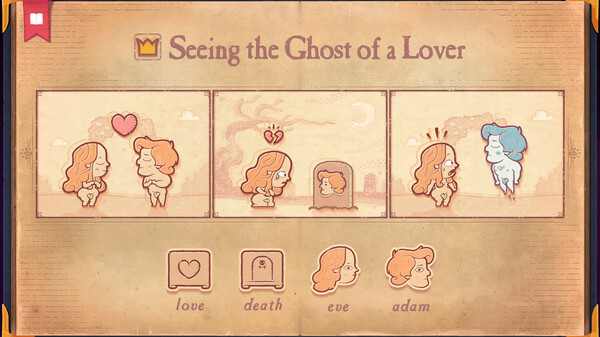 Seeing the Ghost of a Lover
love
death
eve
adam